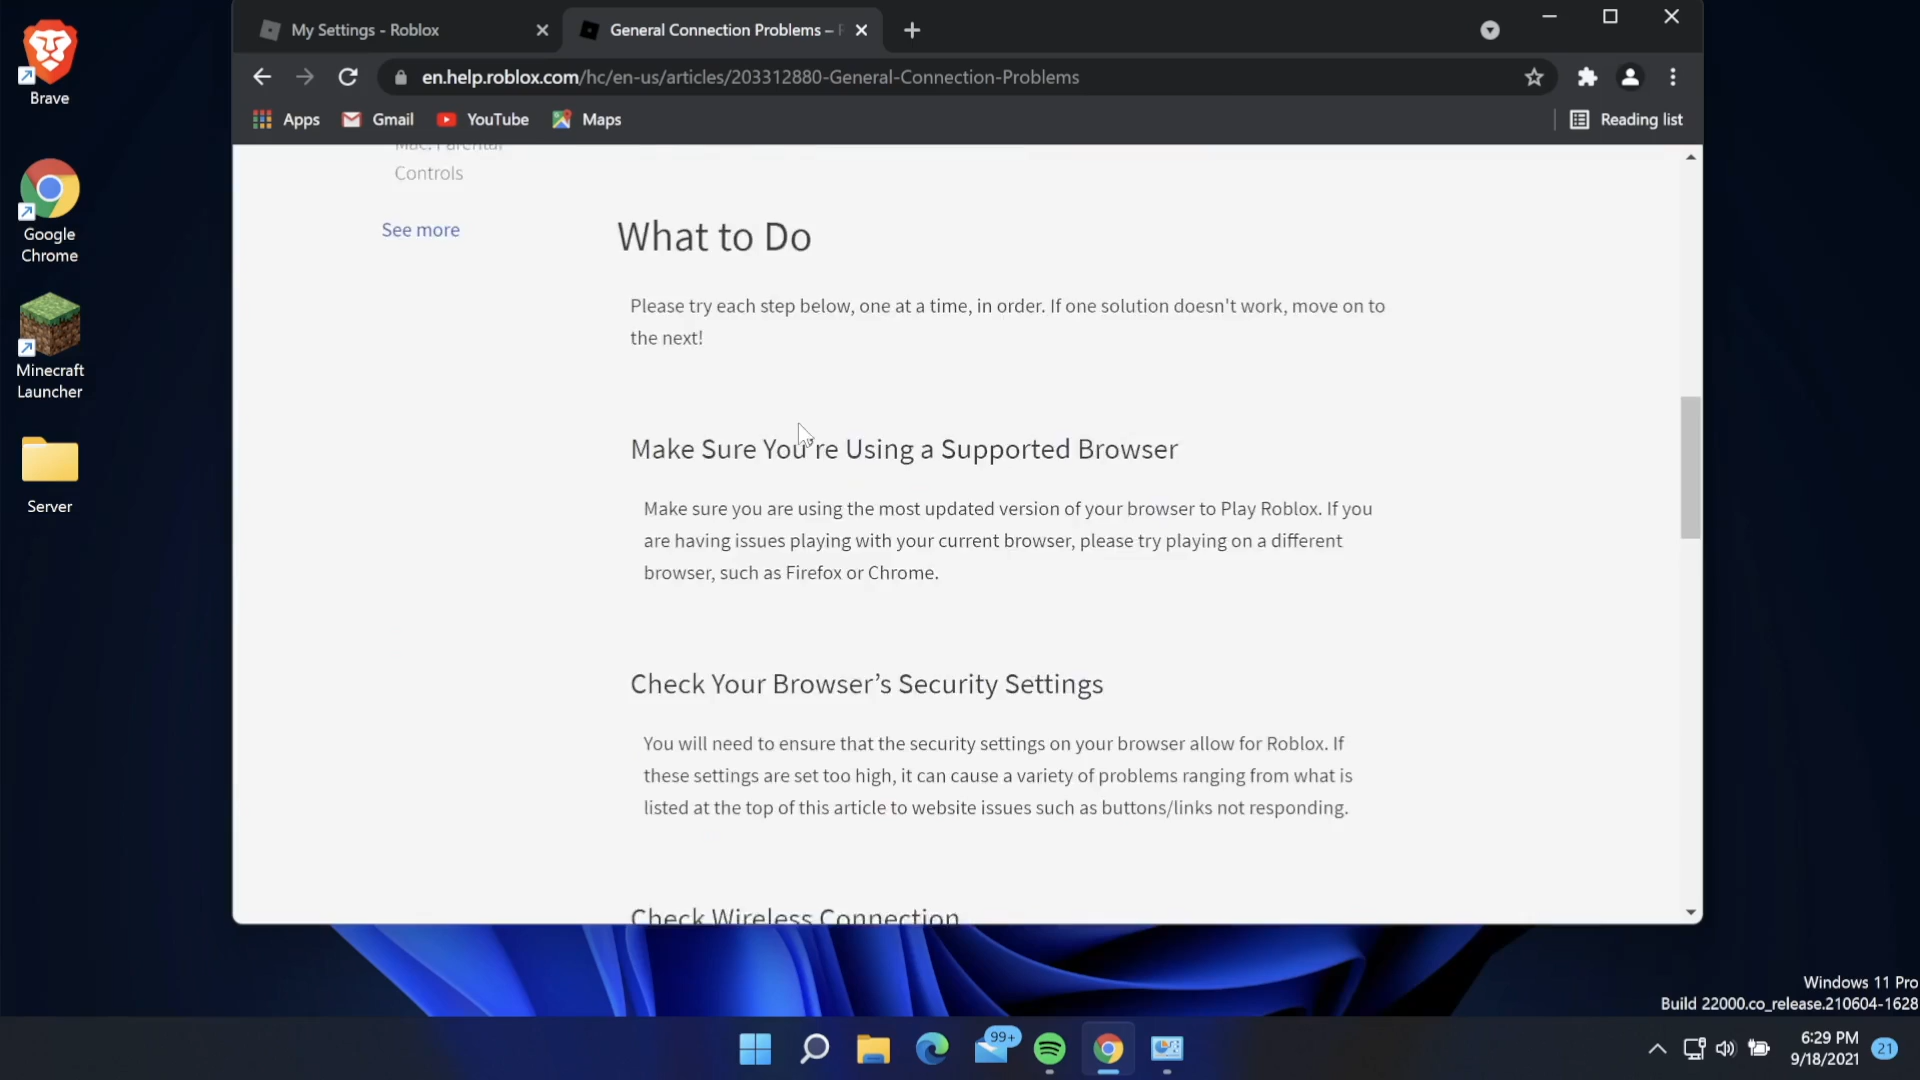 My Settings - Roblox
General Connection Problems –
en.help.roblox.com/hc/en-us/articles/203312880-General-Connection-Problems
Apps
Gmail
YouTube
Maps
Reading list
Brave
Google
Chrome
Minecraft
Launcher
Server
Mac: Parental
Controls
See more
What to Do
Please try each step below, one at a time, in order. If one solution doesn't work, move on to
the next!
Make Sure You're Using a Supported Browser
Make sure you are using the most updated version of your browser to Play Roblox. If you
are having issues playing with your current browser, please try playing on a different
browser, such as Firefox or Chrome.
Check Your Browser’s Security Settings
You will need to ensure that the security settings on your browser allow for Roblox. If
these settings are set too high, it can cause a variety of problems ranging from what is
listed at the top of this article to website issues such as buttons/links not responding.
Check Wireless Connection
Windows 11 Pro
Build 22000.co_release.210604-1628
99+
6:29 PM
9/18/2021
21